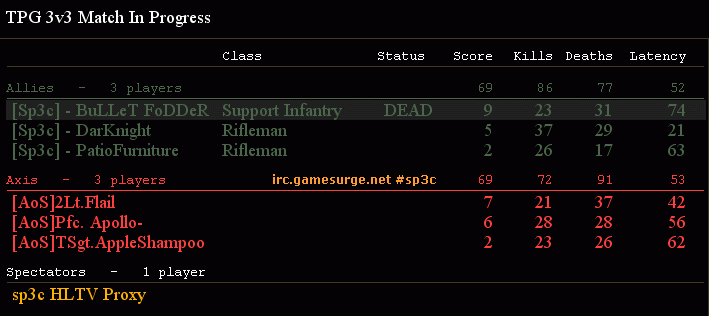 TPG 3v3 Match In Progress
Class Status Score Kills Deaths Latency
Allies - 3 players 69 86 77 52
[Sp3c] - BuLLeT FoDDeR Support Infantry DEAD 9 23 31 74
[Sp3c] - DarKnight Rifleman 5 37 29 21
[Sp3c] - PatioFurniture Rifleman 2 26 17 63
Axis - 3 players irc.gamesurge.net #sp3c 69 72 91 53
[AoS]2Lt.Flail 7 21 37 42
[AoS]Pfc. Apollo- 6 28 28 56
[AoS]TSgt.AppleShampoo 2 23 26 62
Spectators - 1 player
sp3c HLTV Proxy